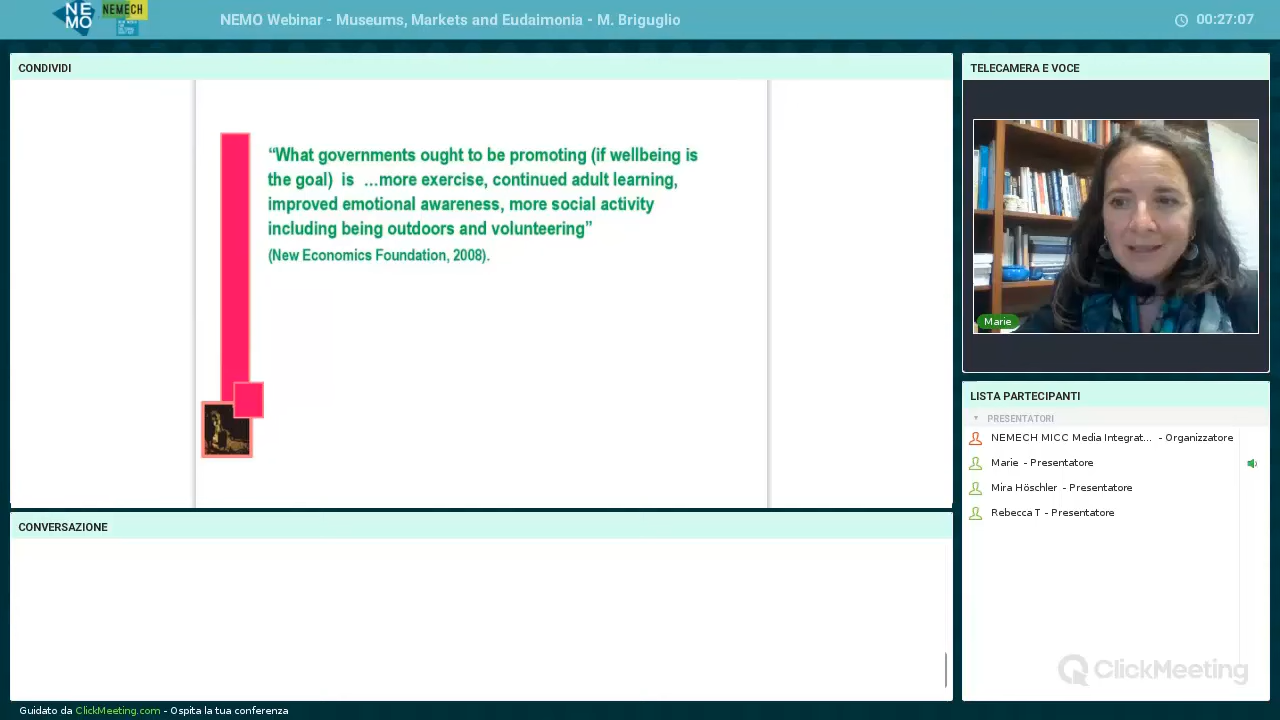 NE
MO
NEMECH
NEMO Webinar - Museums, Markets and Eudaimonia - M. Briguglio
00:27:07
CONDIVIDI
“What governments ought to be promoting (if wellbeing is
the goal) is ...more exercise, continued adult learning,
improved emotional awareness, more social activity
including being outdoors and volunteering”
(New Economics Foundation, 2008).
TELECAMERA E VOCE
Marie
LISTA PARTECIPANTI
PRESENTATORI
NEMECH MICC Media Integrat... - Organizzatore
Marie - Presentatore
Mira Höschler - Presentatore
Rebecca T - Presentatore
CONVERSAZIONE
ClickMeeting
Guidato da ClickMeeting.com - Ospita la tua conferenza